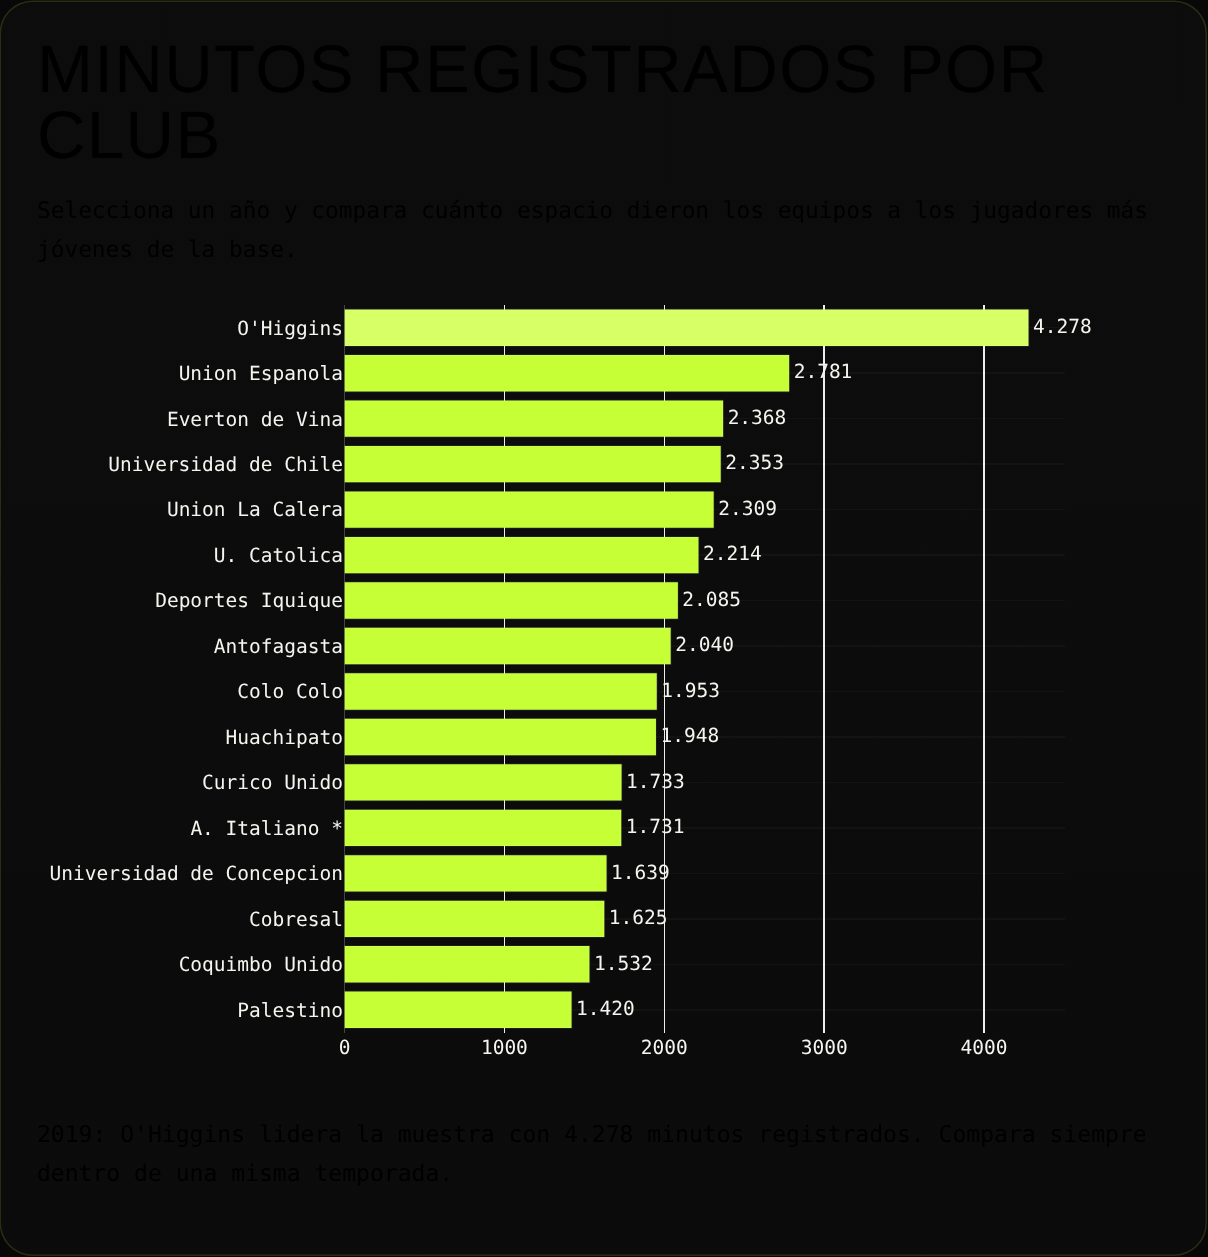 MINUTOS REGISTRADOS POR
CLUB
Selecciona un año y compara cuánto espacio dieron los equipos a los jugadores más
jóvenes de la base.
O'Higgins 4.278
Union Espanola 2.781
Everton de Vina 2.368
Universidad de Chile 2.353
Union La Calera 2.309
U. Catolica 2.214
Deportes Iquique 2.085
Antofagasta 2.040
Colo Colo 1.953
Huachipato 1.948
Curico Unido 1.733
A. Italiano * 1.731
Universidad de Concepcion 1.639
Cobresal 1.625
Coquimbo Unido 1.532
Palestino 1.420
0 1000 2000 3000 4000
2019: O'Higgins lidera la muestra con 4.278 minutos registrados. Compara siempre
dentro de una misma temporada.